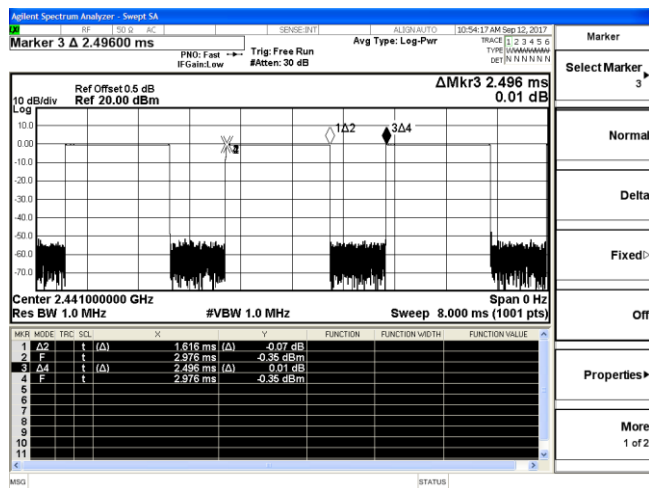 Agilent Spectrum Analyzer - Swept SA
RF 50 Ω AC SENSE:INT ALIGN AUTO 10:54:17 AM Sep 12, 2017
Marker 3 Δ 2.49600 ms
PNO: Fast
IFGain:Low
Trig: Free Run
#Atten: 30 dB
Avg Type: Log-Pwr
TRACE 1 2 3 4 5 6
TYPE
DET N N N N N N
ΔMkr3 2.496 ms
0.01 dB
Ref Offset 0.5 dB
Ref 20.00 dBm
10 dB/div
Log
10.0
0.00
-10.0
-20.0
-30.0
-40.0
-50.0
-60.0
-70.0
1Δ2
3Δ4
Center 2.441000000 GHz
Span 0 Hz
Res BW 1.0 MHz
#VBW 1.0 MHz
Sweep 8.000 ms (1001 pts)
MKR MODE TRC SCL X Y FUNCTION FUNCTION WIDTH FUNCTION VALUE
1 Δ2 t (Δ) 1.616 ms (Δ) -0.07 dB
2 F t 2.976 ms -0.35 dBm
3 Δ4 t (Δ) 2.496 ms (Δ) 0.01 dB
4 F t 2.976 ms -0.35 dBm
5
6
7
8
9
10
11
MSG
STATUS
Marker
Select Marker
3
Normal
Delta
Fixed
Off
Properties
More
1 of 2